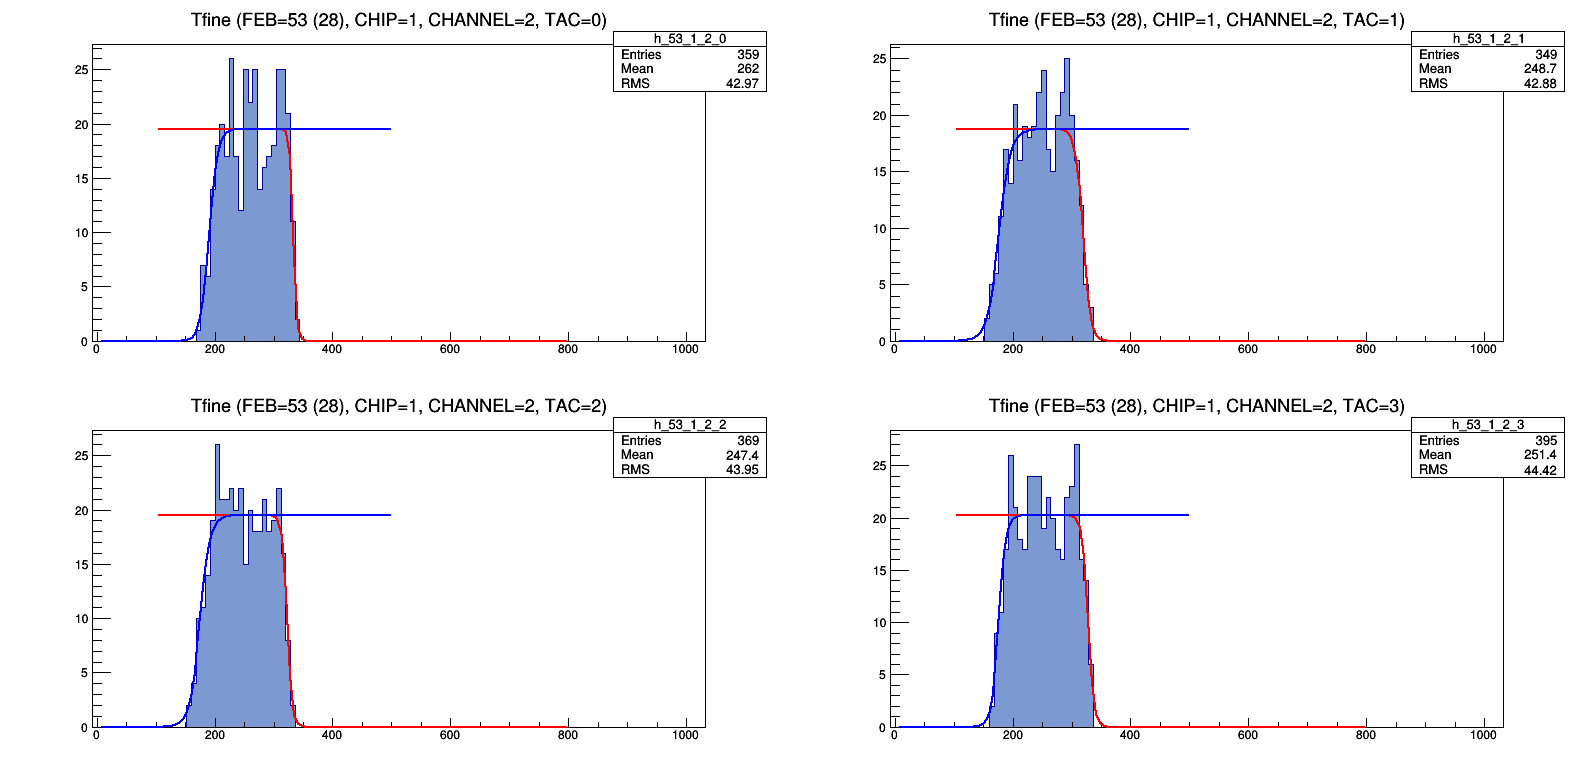 Tfine (FEB=53 (28), CHIP=1, CHANNEL=2, TAC=0)
h_53_1_2_0
Entries 359
Mean 262
RMS 42.97
25
20
15
10
5
0
0 200 400 600 800 1000
Tfine (FEB=53 (28), CHIP=1, CHANNEL=2, TAC=1)
h_53_1_2_1
Entries 349
Mean 248.7
RMS 42.88
25
20
15
10
5
0
0 200 400 600 800 1000
Tfine (FEB=53 (28), CHIP=1, CHANNEL=2, TAC=2)
h_53_1_2_2
Entries 369
Mean 247.4
RMS 43.95
25
20
15
10
5
0
0 200 400 600 800 1000
Tfine (FEB=53 (28), CHIP=1, CHANNEL=2, TAC=3)
h_53_1_2_3
Entries 395
Mean 251.4
RMS 44.42
25
20
15
10
5
0
0 200 400 600 800 1000